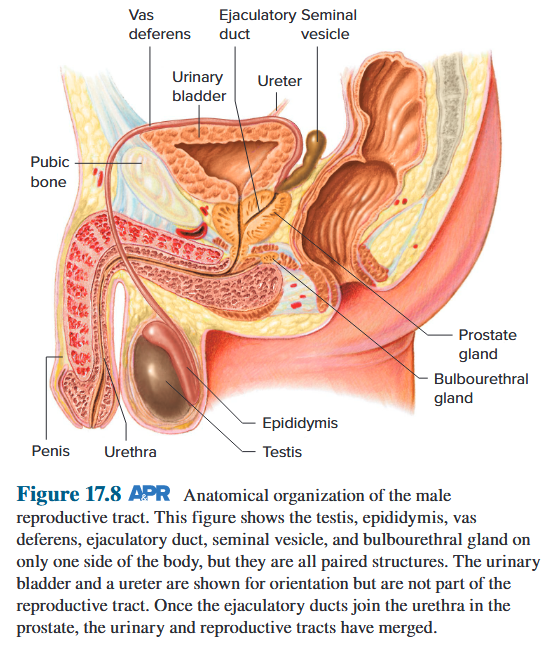 Vas
deferens
Ejaculatory
duct
Seminal
vesicle
Urinary
bladder
Ureter
Pubic
bone
Prostate
gland
Bulbourethral
gland
Epididymis
Testis
Penis
Urethra
Figure 17.8 AP&R Anatomical organization of the male
reproductive tract. This figure shows the testis, epididymis, vas
deferens, ejaculatory duct, seminal vesicle, and bulbourethral gland on
only one side of the body, but they are all paired structures. The urinary
bladder and a ureter are shown for orientation but are not part of the
reproductive tract. Once the ejaculatory ducts join the urethra in the
prostate, the urinary and reproductive tracts have merged.